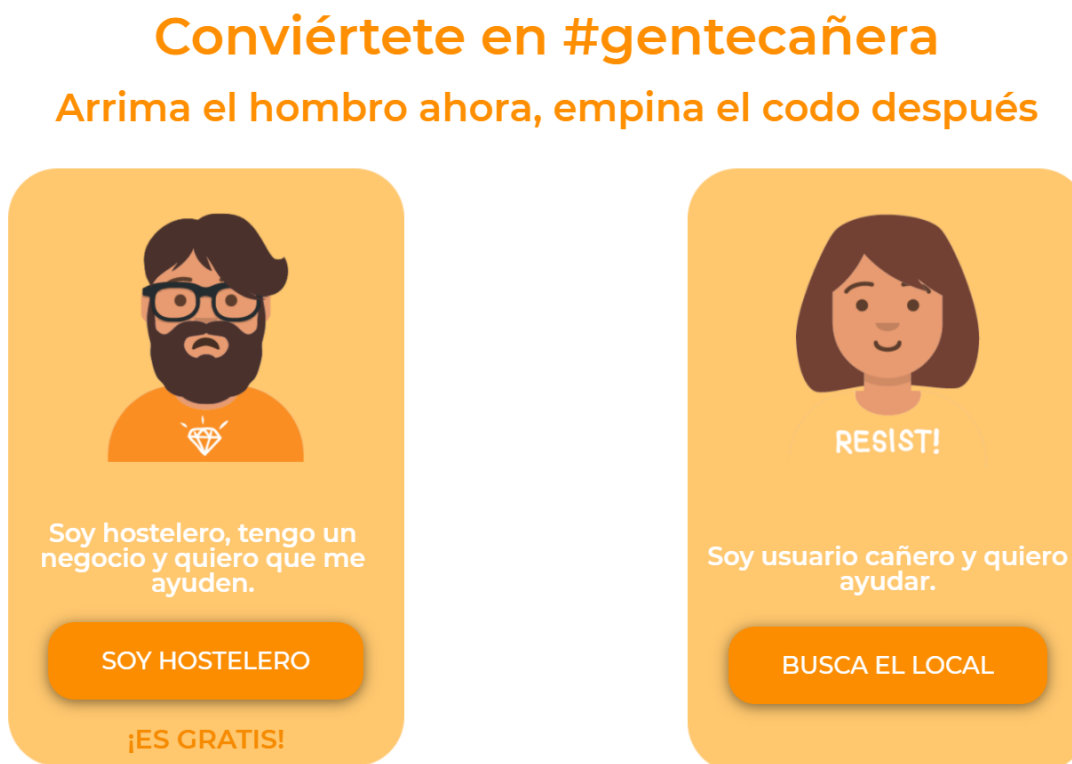 Conviértete en #gentecañera
Arrima el hombro ahora, empina el codo después
Soy hostelero, tengo un
negocio y quiero que me
ayuden.
SOY HOSTELERO
¡ES GRATIS!
RESIST!
Soy usuario cañero y quiero
ayudar.
BUSCA EL LOCAL